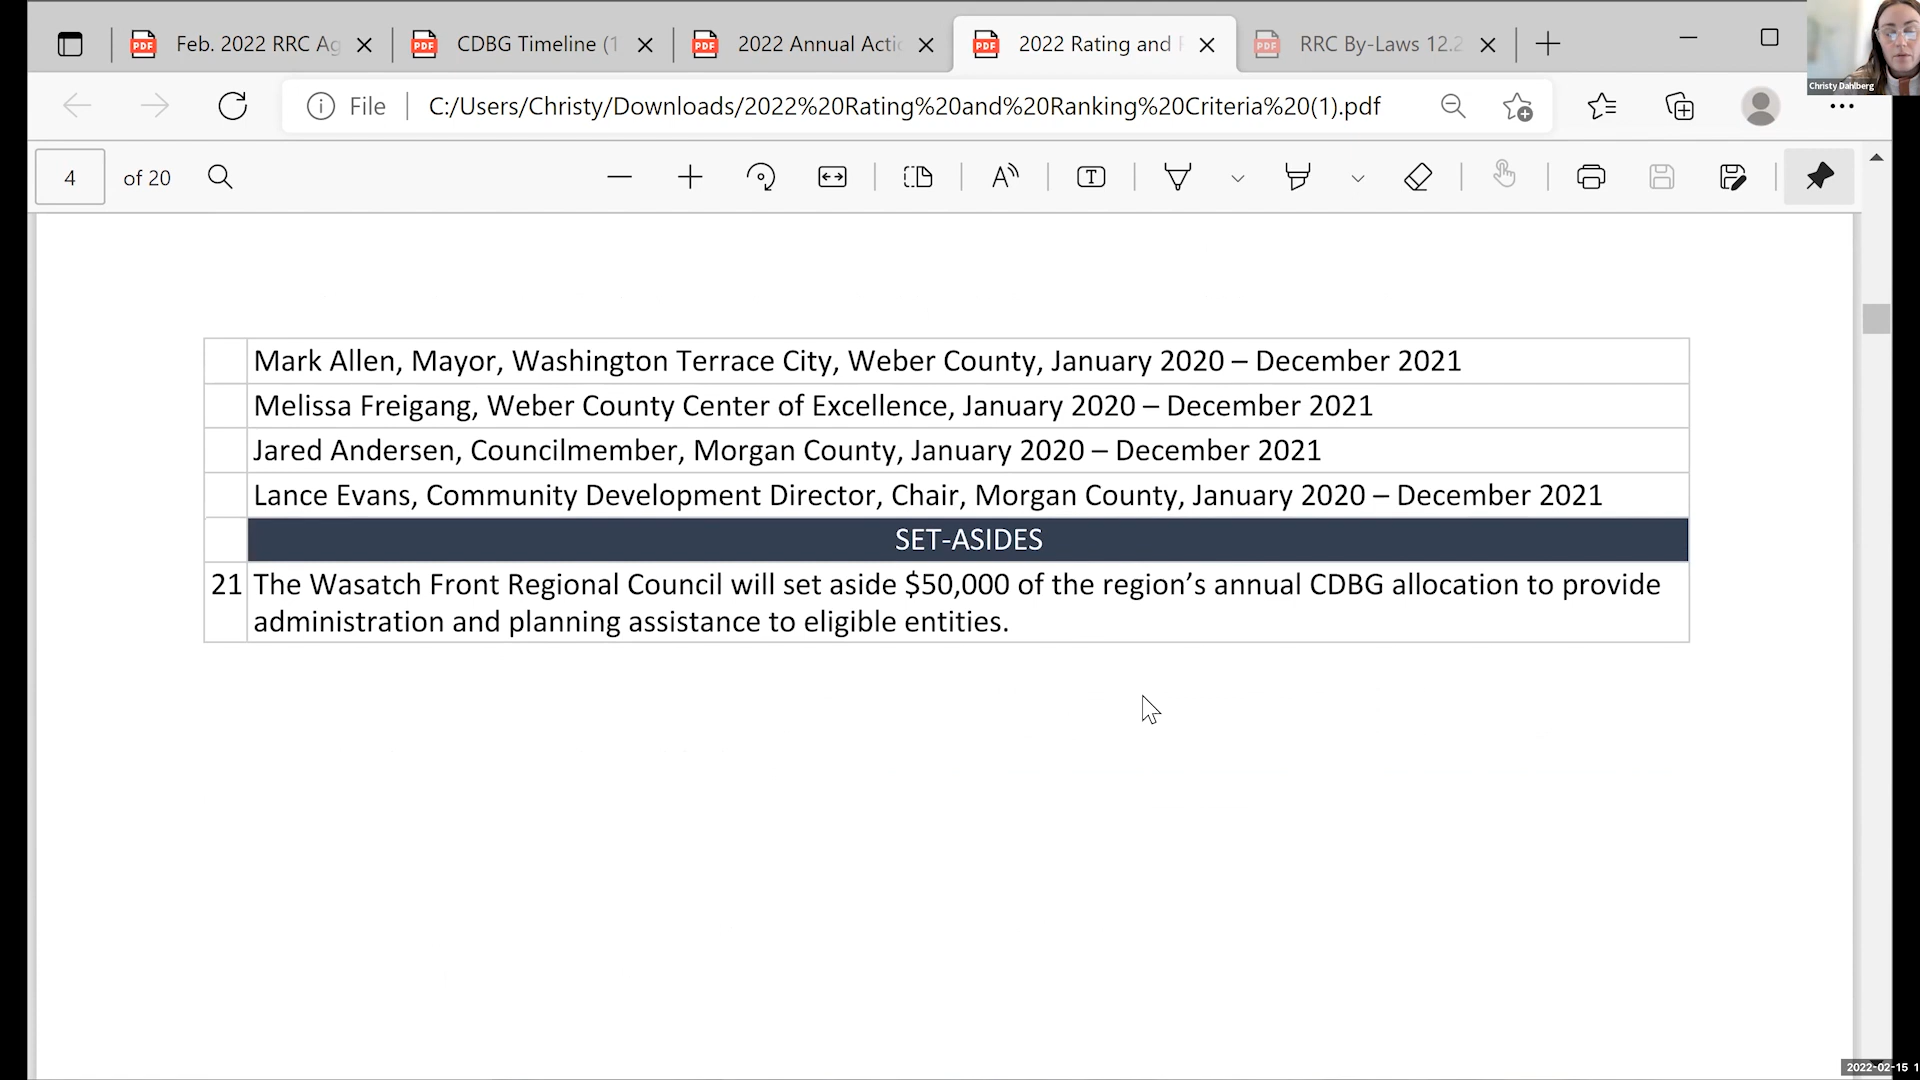 Feb. 2022 RRC Ag
CDBG Timeline (1
2022 Annual Acti
2022 Rating and
RRC By-Laws 12.2
File
C:/Users/Christy/Downloads/2022%20Rating%20and%20Ranking%20Criteria%20(1).pdf
Christy Dahlberg
4 of 20
Mark Allen, Mayor, Washington Terrace City, Weber County, January 2020 – December 2021
Melissa Freigang, Weber County Center of Excellence, January 2020 – December 2021
Jared Andersen, Councilmember, Morgan County, January 2020 – December 2021
Lance Evans, Community Development Director, Chair, Morgan County, January 2020 – December 2021
SET-ASIDES
21 The Wasatch Front Regional Council will set aside $50,000 of the region’s annual CDBG allocation to provide
administration and planning assistance to eligible entities.
2022-02-15 1